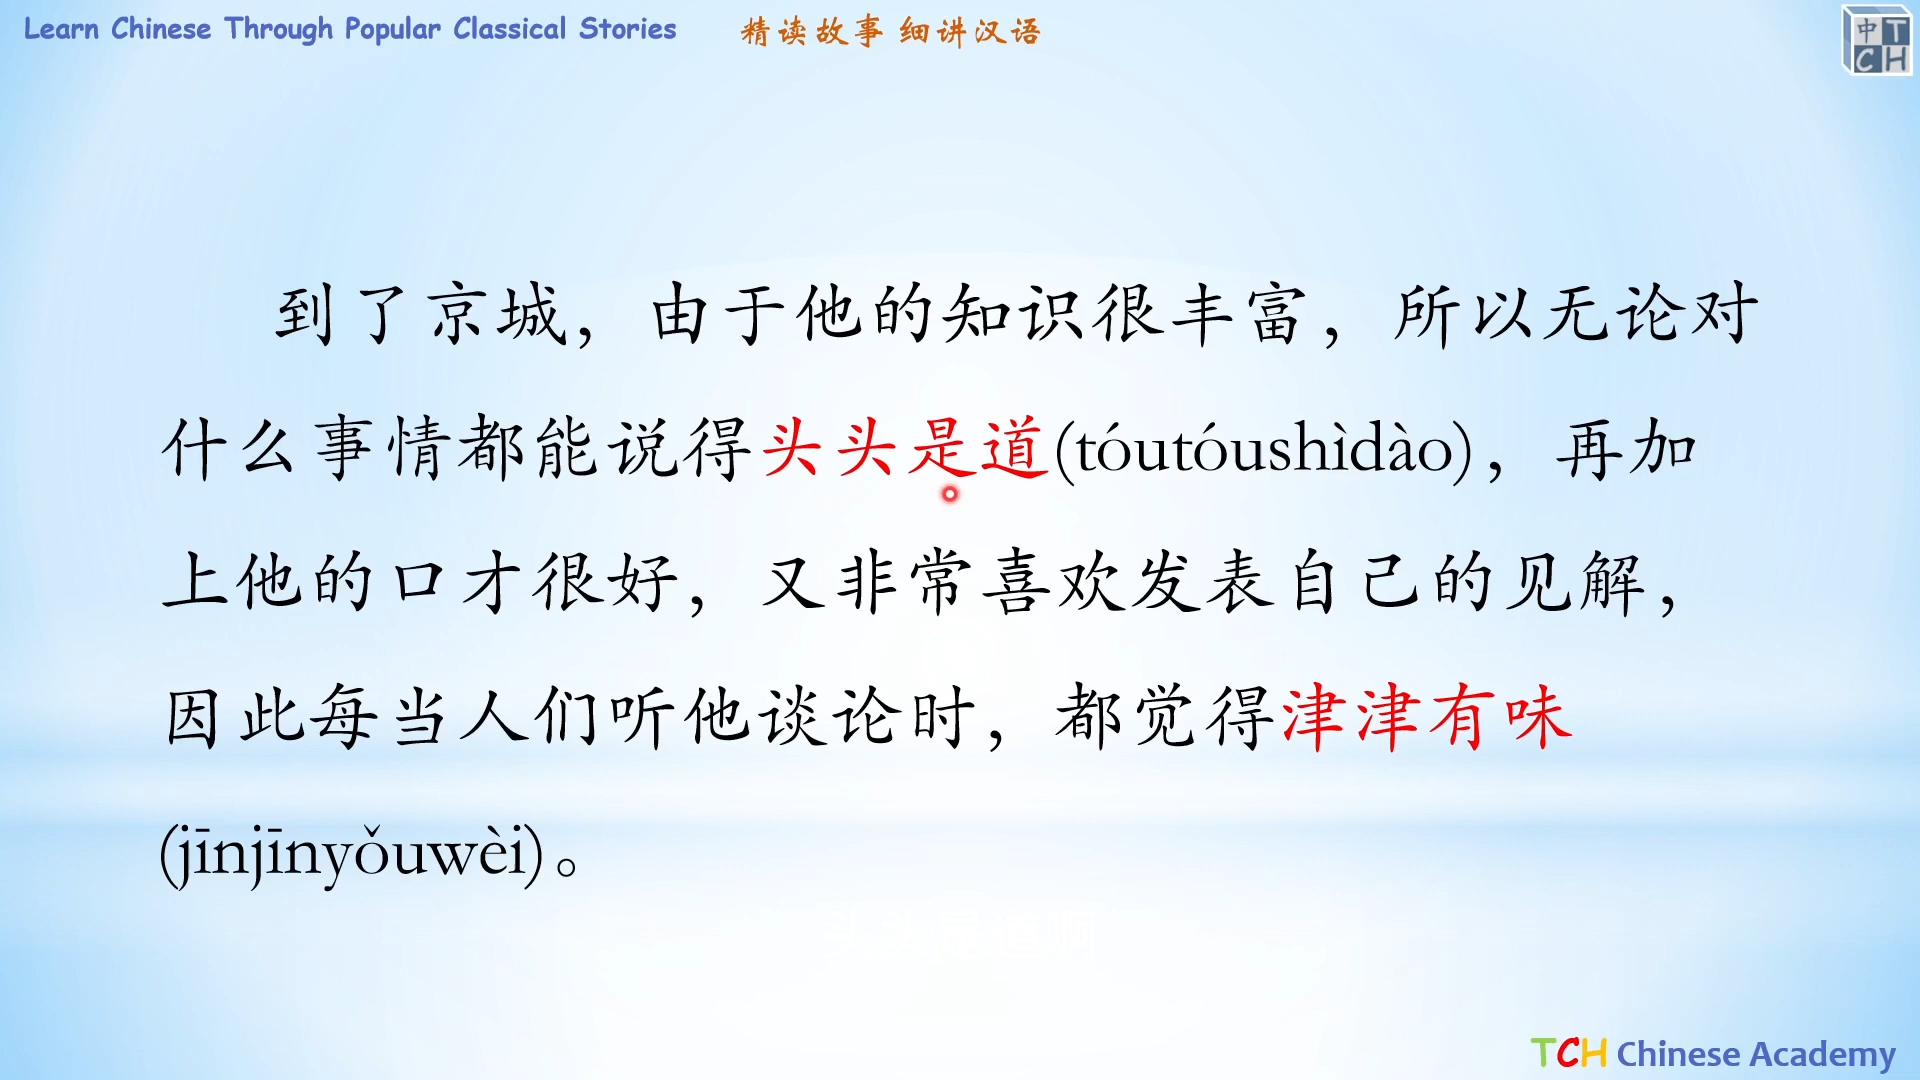 Learn Chinese Through Popular Classical Stories 精读故事 细讲汉语
中T
CH
到了京城，由于他的知识很丰富，所以无论对
什么事情都能说得头头是道(tóutóushìdào)，再加
上他的口才很好，又非常喜欢发表自己的见解，
因此每当人们听他谈论时，都觉得津津有味
(jīnjīnyǒuwèi)。
TCH Chinese Academy